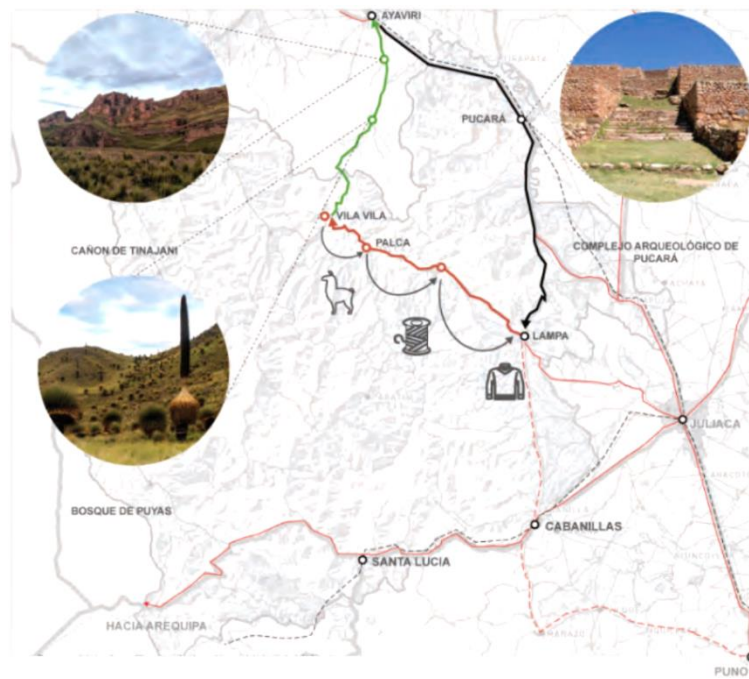 AYAVIRI
PUCARÁ
VILA VILA
CAÑON DE TINAJANI
PALCA
COMPLEJO ARQUEOLÓGICO DE
PUCARÁ
LAMPA
JULIACA
BOSQUE DE PUYAS
CABANILLAS
SANTA LUCIA
HACIA AREQUIPA
PUNO